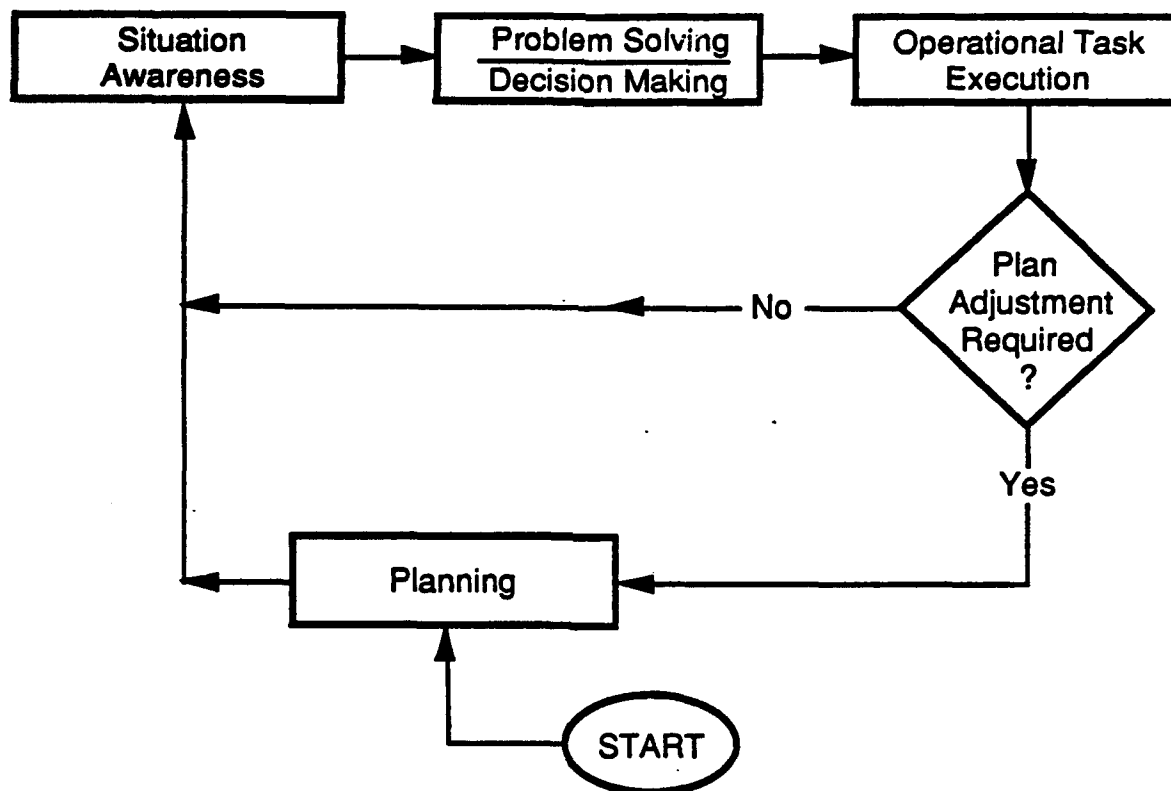 Situation
Awareness
Problem Solving
Decision Making
Operational Task
Execution
Plan
Adjustment
Required
?
No
Yes
Planning
START